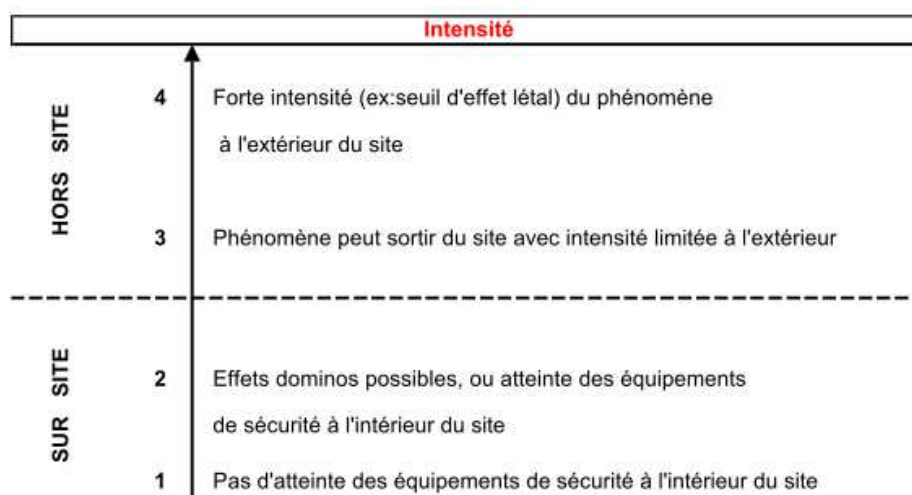 Intensité
HORS SITE
4 Forte intensité (ex:seuil d'effet létal) du phénomène
à l'extérieur du site
3 Phénomène peut sortir du site avec intensité limitée à l'extérieur
SUR SITE
2 Effets dominos possibles, ou atteinte des équipements
de sécurité à l'intérieur du site
1 Pas d'atteinte des équipements de sécurité à l'intérieur du site